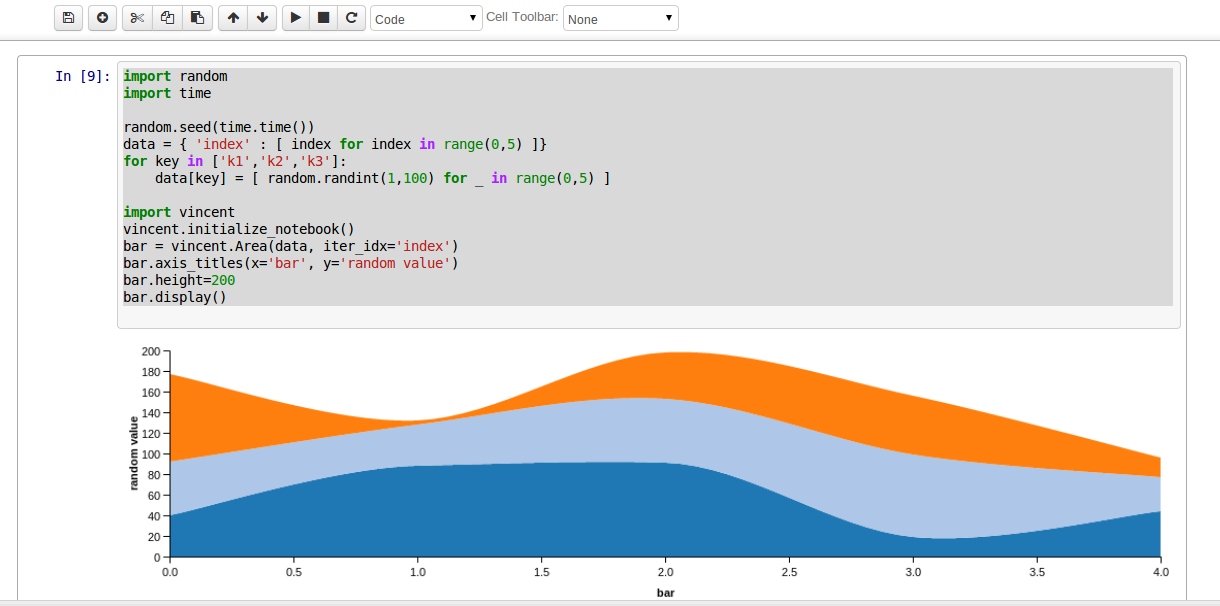 Code Cell Toolbar: None
In [9]:
import random
import time
random.seed(time.time())
data = { 'index' : [ index for index in range(0,5) ]}
for key in ['k1','k2','k3']:
    data[key] = [ random.randint(1,100) for _ in range(0,5) ]
import vincent
vincent.initialize_notebook()
bar = vincent.Area(data, iter_idx='index')
bar.axis_titles(x='bar', y='random value')
bar.height=200
bar.display()
random value
200
180
160
140
120
100
80
60
40
20
0
0.0 0.5 1.0 1.5 2.0 2.5 3.0 3.5 4.0
bar